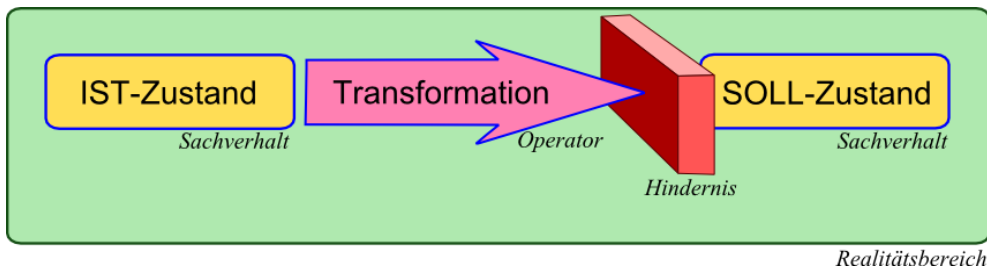 IST-Zustand
Transformation
SOLL-Zustand
Sachverhalt
Operator
Sachverhalt
Hindernis
Realitätsbereich